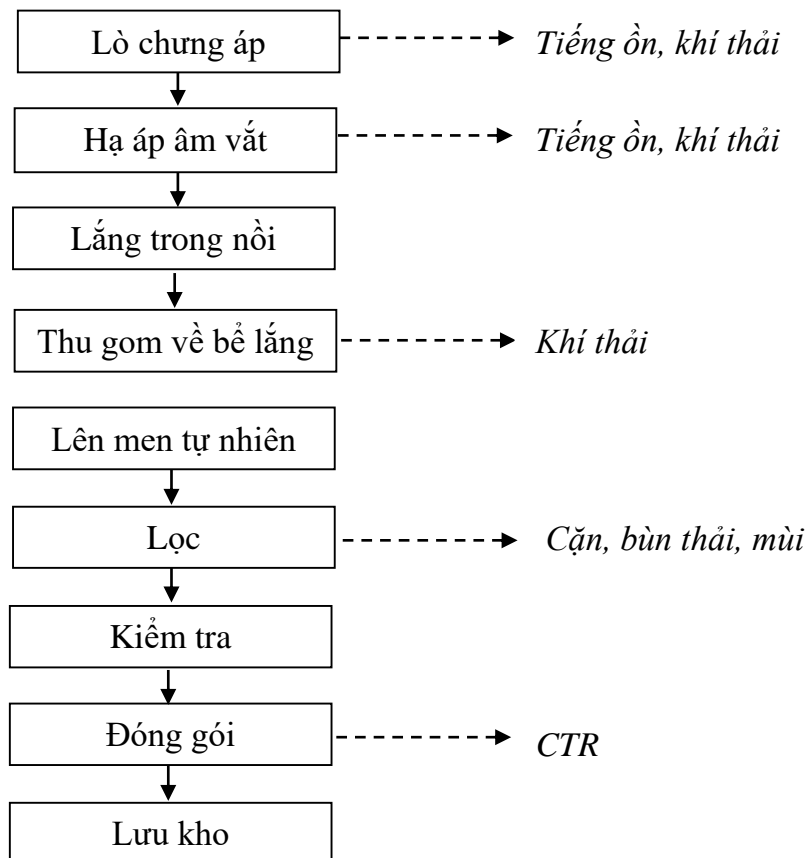 Lò chưng áp
Tiếng ồn, khí thải
Hạ áp âm vắt
Tiếng ồn, khí thải
Lắng trong nồi
Thu gom về bể lắng
Khí thải
Lên men tự nhiên
Lọc
Cặn, bùn thải, mùi
Kiểm tra
Đóng gói
CTR
Lưu kho